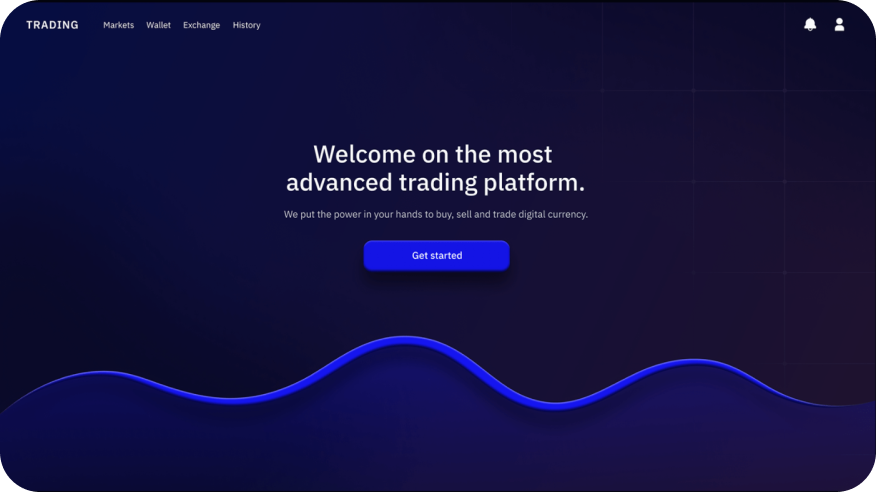 TRADING Markets Wallet Exchange History
Welcome on the most
advanced trading platform.
We put the power in your hands to buy, sell and trade digital currency.
Get started